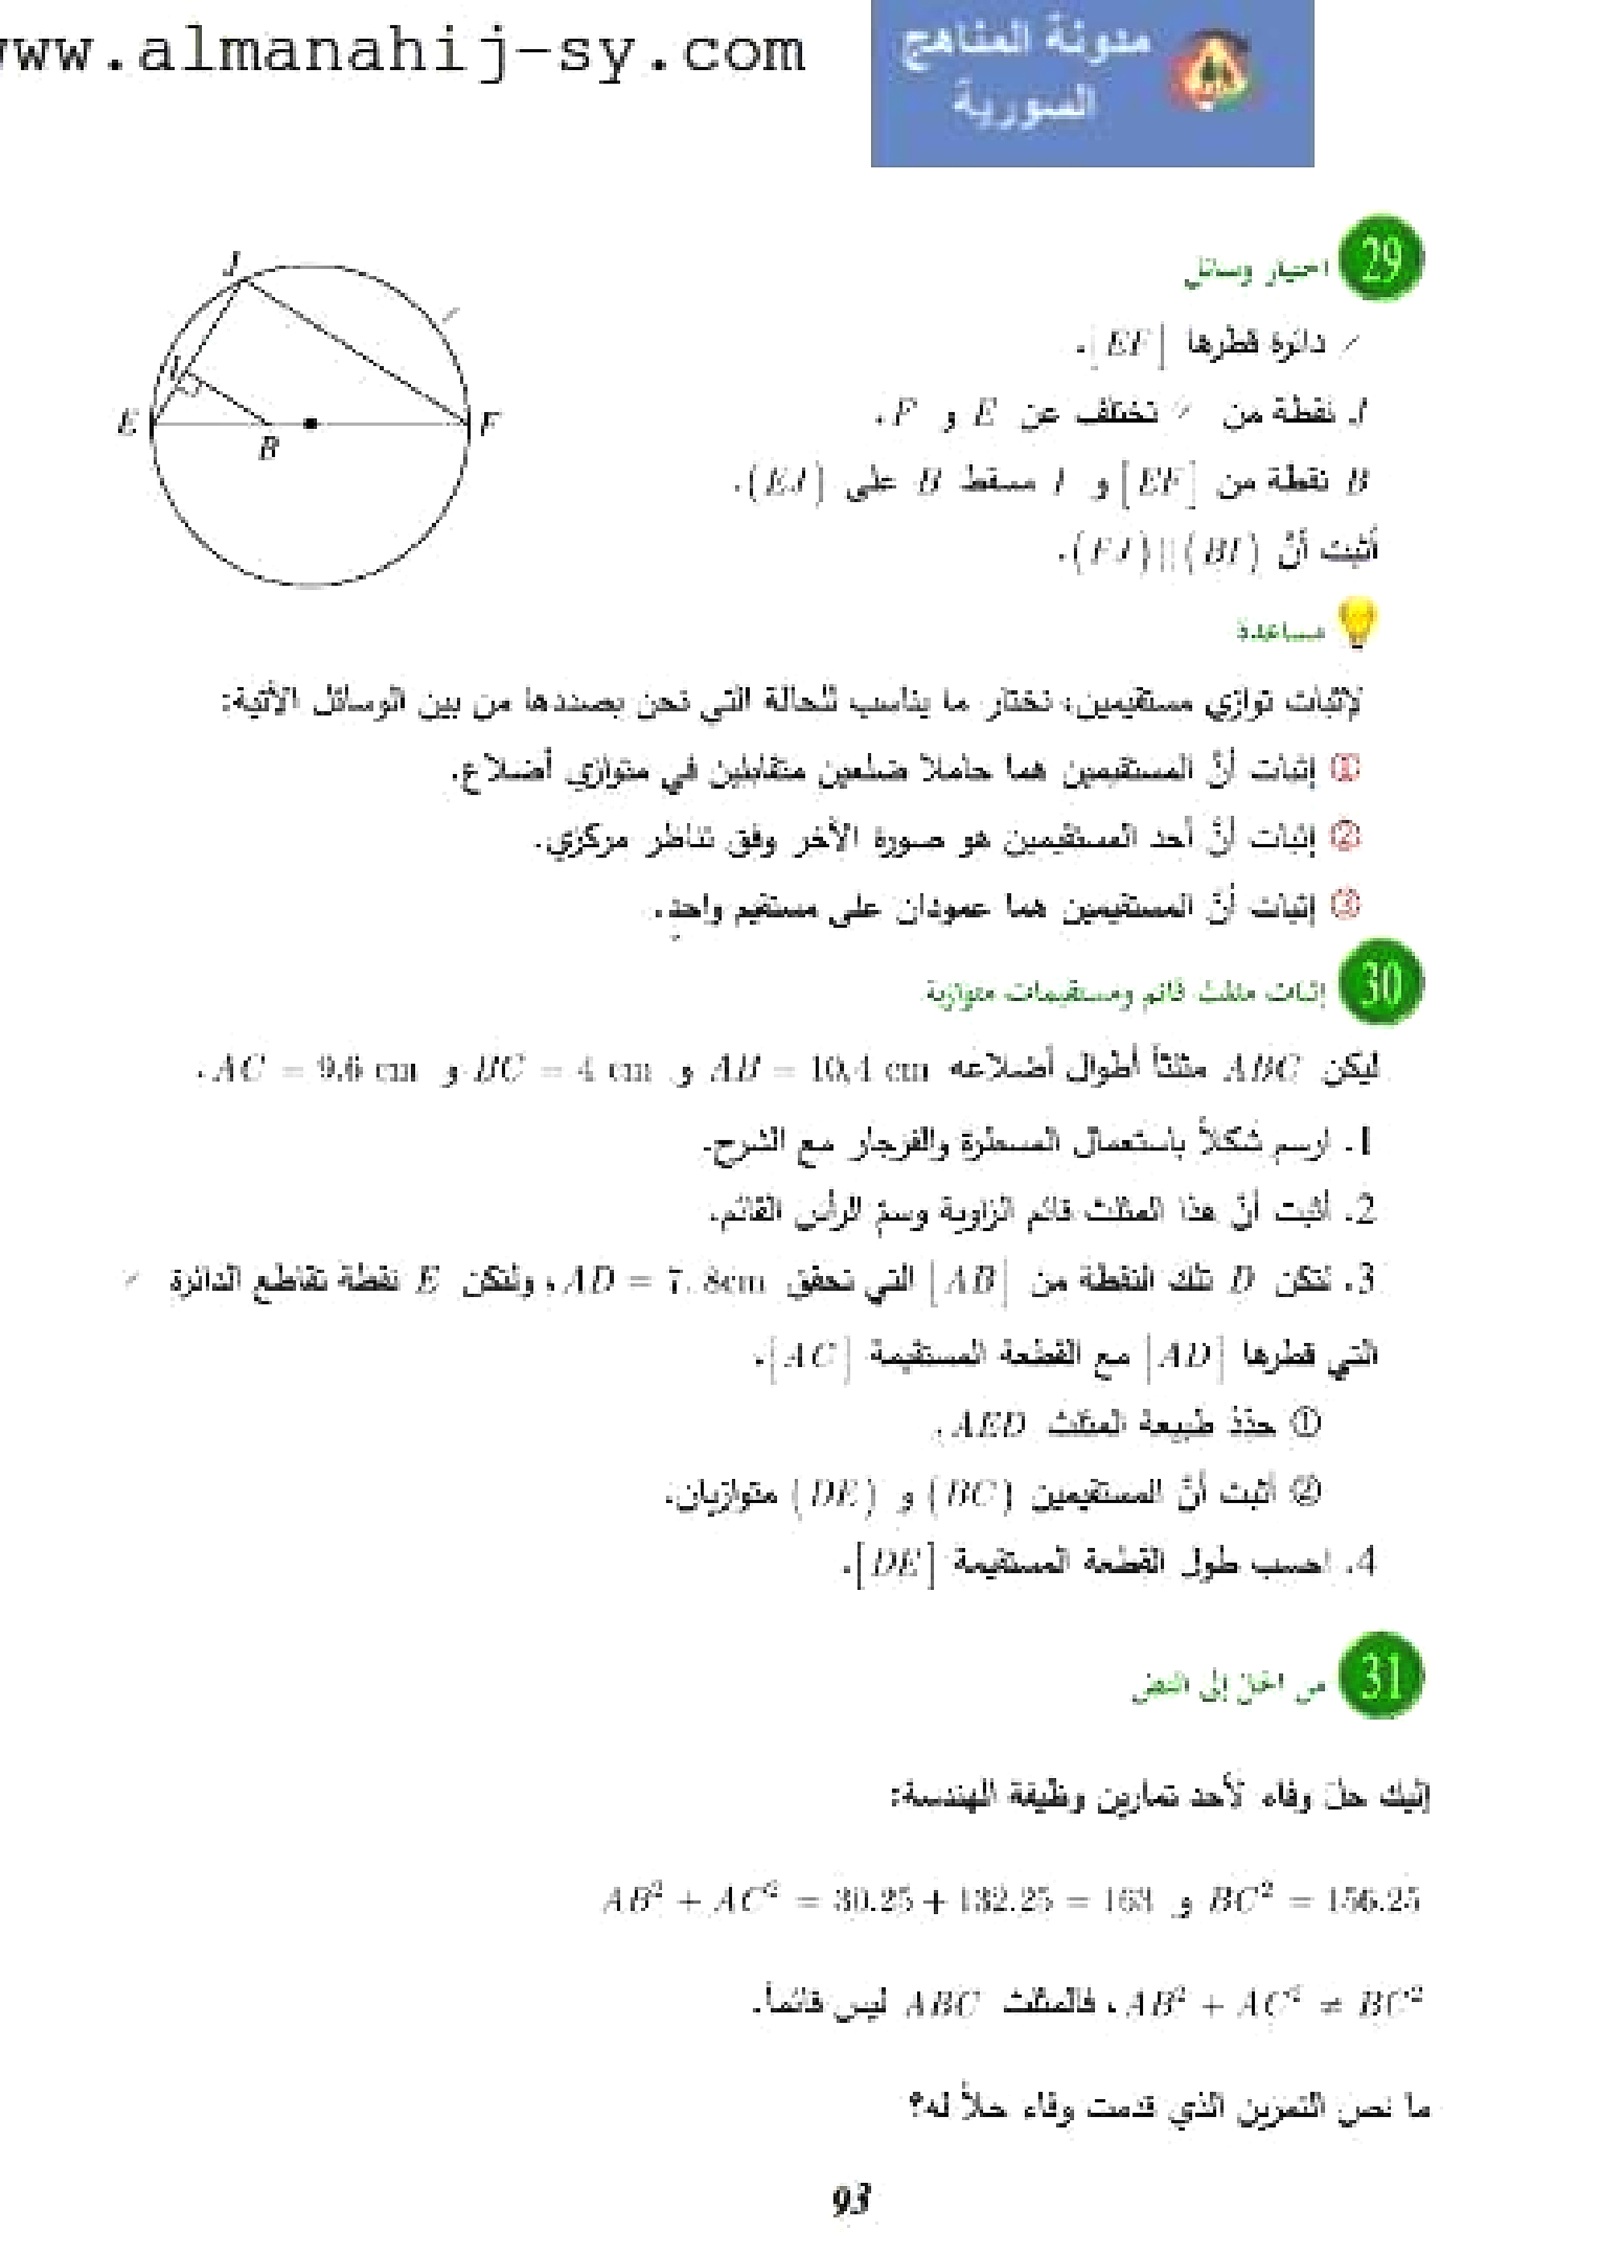 www.almanahij-sy.com
مدونة المناهج
السورية
29 اختيار وسائل
دائرة قطرها [EF].
J نقطة من تختلف عن E و F.
B نقطة من [EF] و I مسقط B على (EJ).
أثبت أنّ (BI)||(FJ).
J
I
E
B
F
مساعدة
لإثبات توازي مستقيمين، نختار ما يناسب للحالة التي نحن بصددها من بين الوسائل الآتية:
① إثبات أنّ المستقيمين هما حاملا ضلعين متقابلين في متوازي أضلاع.
② إثبات أنّ أحد المستقيمين هو صورة الآخر وفق تناظر مركزي.
③ إثبات أنّ المستقيمين هما عمودان على مستقيم واحدٍ.
30 إثبات مثلث قائم ومستقيمات متوازية
ليكن ABC مثلثاً أطوال أضلاعه AB = 10,4 cm و BC = 4 cm و AC = 9.6 cm.
1. ارسم شكلاً باستعمال المسطرة والفرجار مع الشرح.
2. أثبت أنّ هذا المثلث قائم الزاوية وسمّ الرأس القائم.
3. لتكن D تلك النقطة من [AB] التي تحقق AD = 7.8cm، ولتكن E نقطة تقاطع الدائرة
التي قطرها [AD] مع القطعة المستقيمة [AC].
① حدّد طبيعة المثلث AED.
② أثبت أنّ المستقيمين (BC) و (DE) متوازيان.
4. احسب طول القطعة المستقيمة [DE].
31 من الحلّ إلى النص
إليك حلّ وفاء لأحد تمارين وظيفة الهندسة:
BC² = 156.25 و AB² + AC² = 30.25 + 132.25 = 163
AB² + AC² ≠ BC²، فالمثلث ABC ليس قائماً.
ما نص التمرين الذي قدمت وفاء حلاً له؟
93